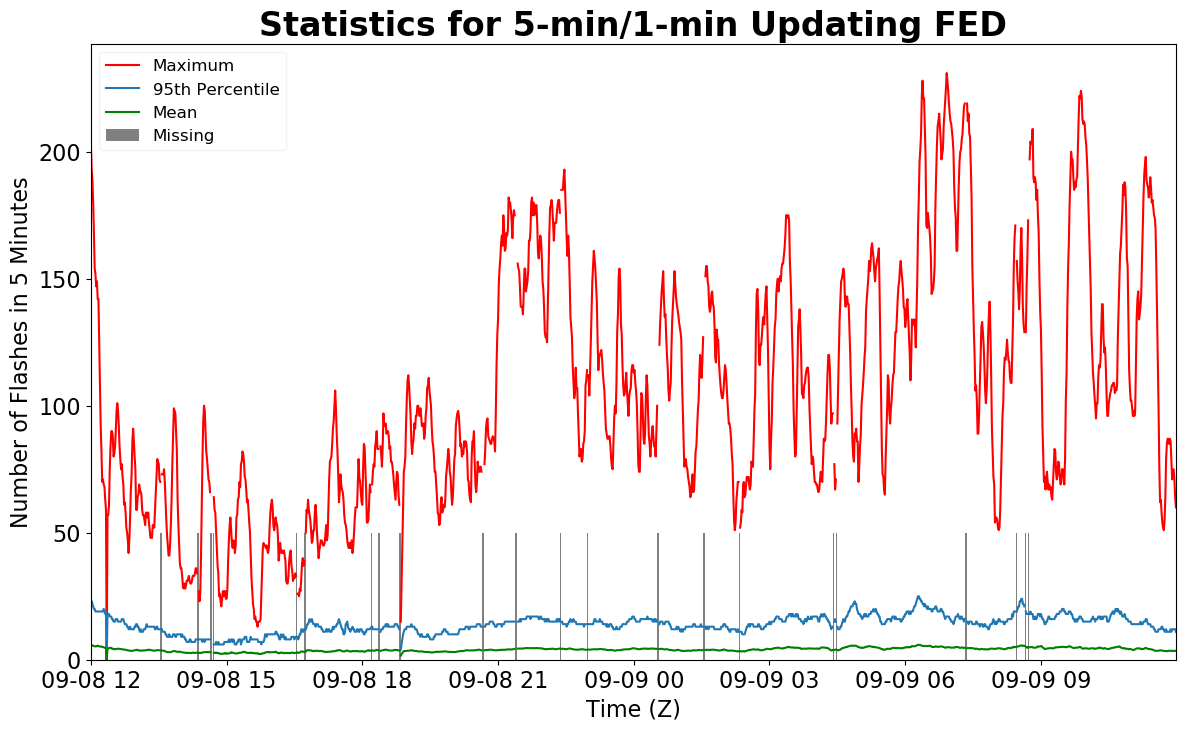 Statistics for 5-min/1-min Updating FED
Maximum
95th Percentile
Mean
Missing
Number of Flashes in 5 Minutes
200
150
100
50
0
09-08 12
09-08 15
09-08 18
09-08 21
09-09 00
09-09 03
09-09 06
09-09 09
Time (Z)